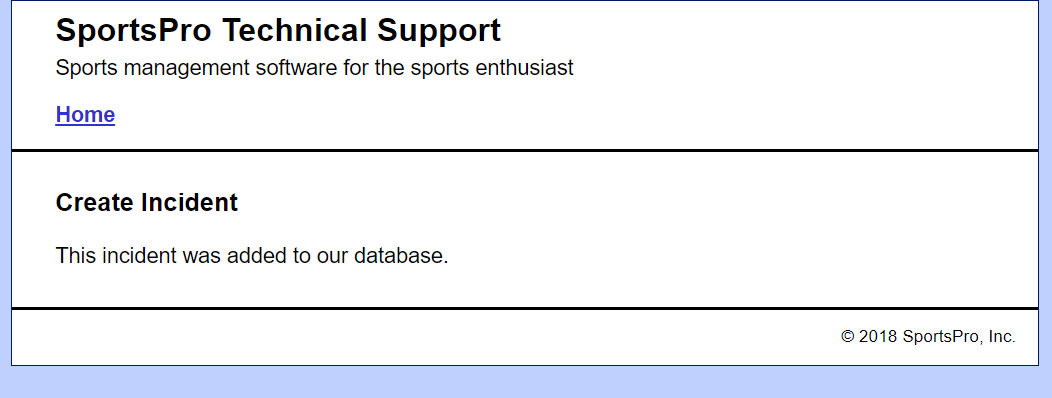 SportsPro Technical Support
Sports management software for the sports enthusiast
Home
Create Incident
This incident was added to our database.
© 2018 SportsPro, Inc.